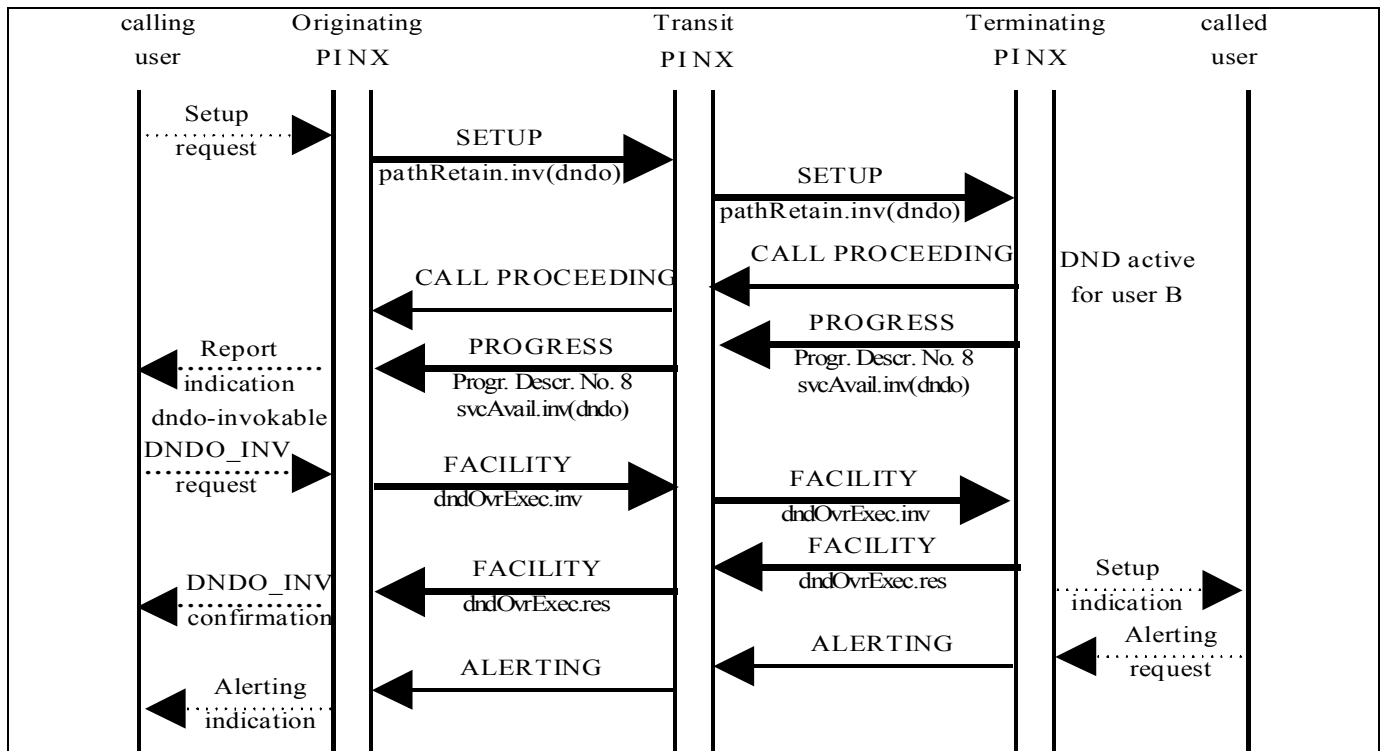 calling Originating Transit Terminating called
user PINX PINX PINX user
Setup
request
SETUP
pathRetain.inv(dndo)
SETUP
pathRetain.inv(dndo)
CALL PROCEEDING
DND active
for user B
CALL PROCEEDING
PROGRESS
Progr. Descr. No. 8
svcAvail.inv(dndo)
PROGRESS
Progr. Descr. No. 8
svcAvail.inv(dndo)
Report
indication
dndo-invokable
DNDO_INV
request
FACILITY
dndOvrExec.inv
FACILITY
dndOvrExec.inv
FACILITY
dndOvrExec.res
FACILITY
dndOvrExec.res
DNDO_INV
confirmation
Setup
indication
Alerting
request
ALERTING
ALERTING
Alerting
indication